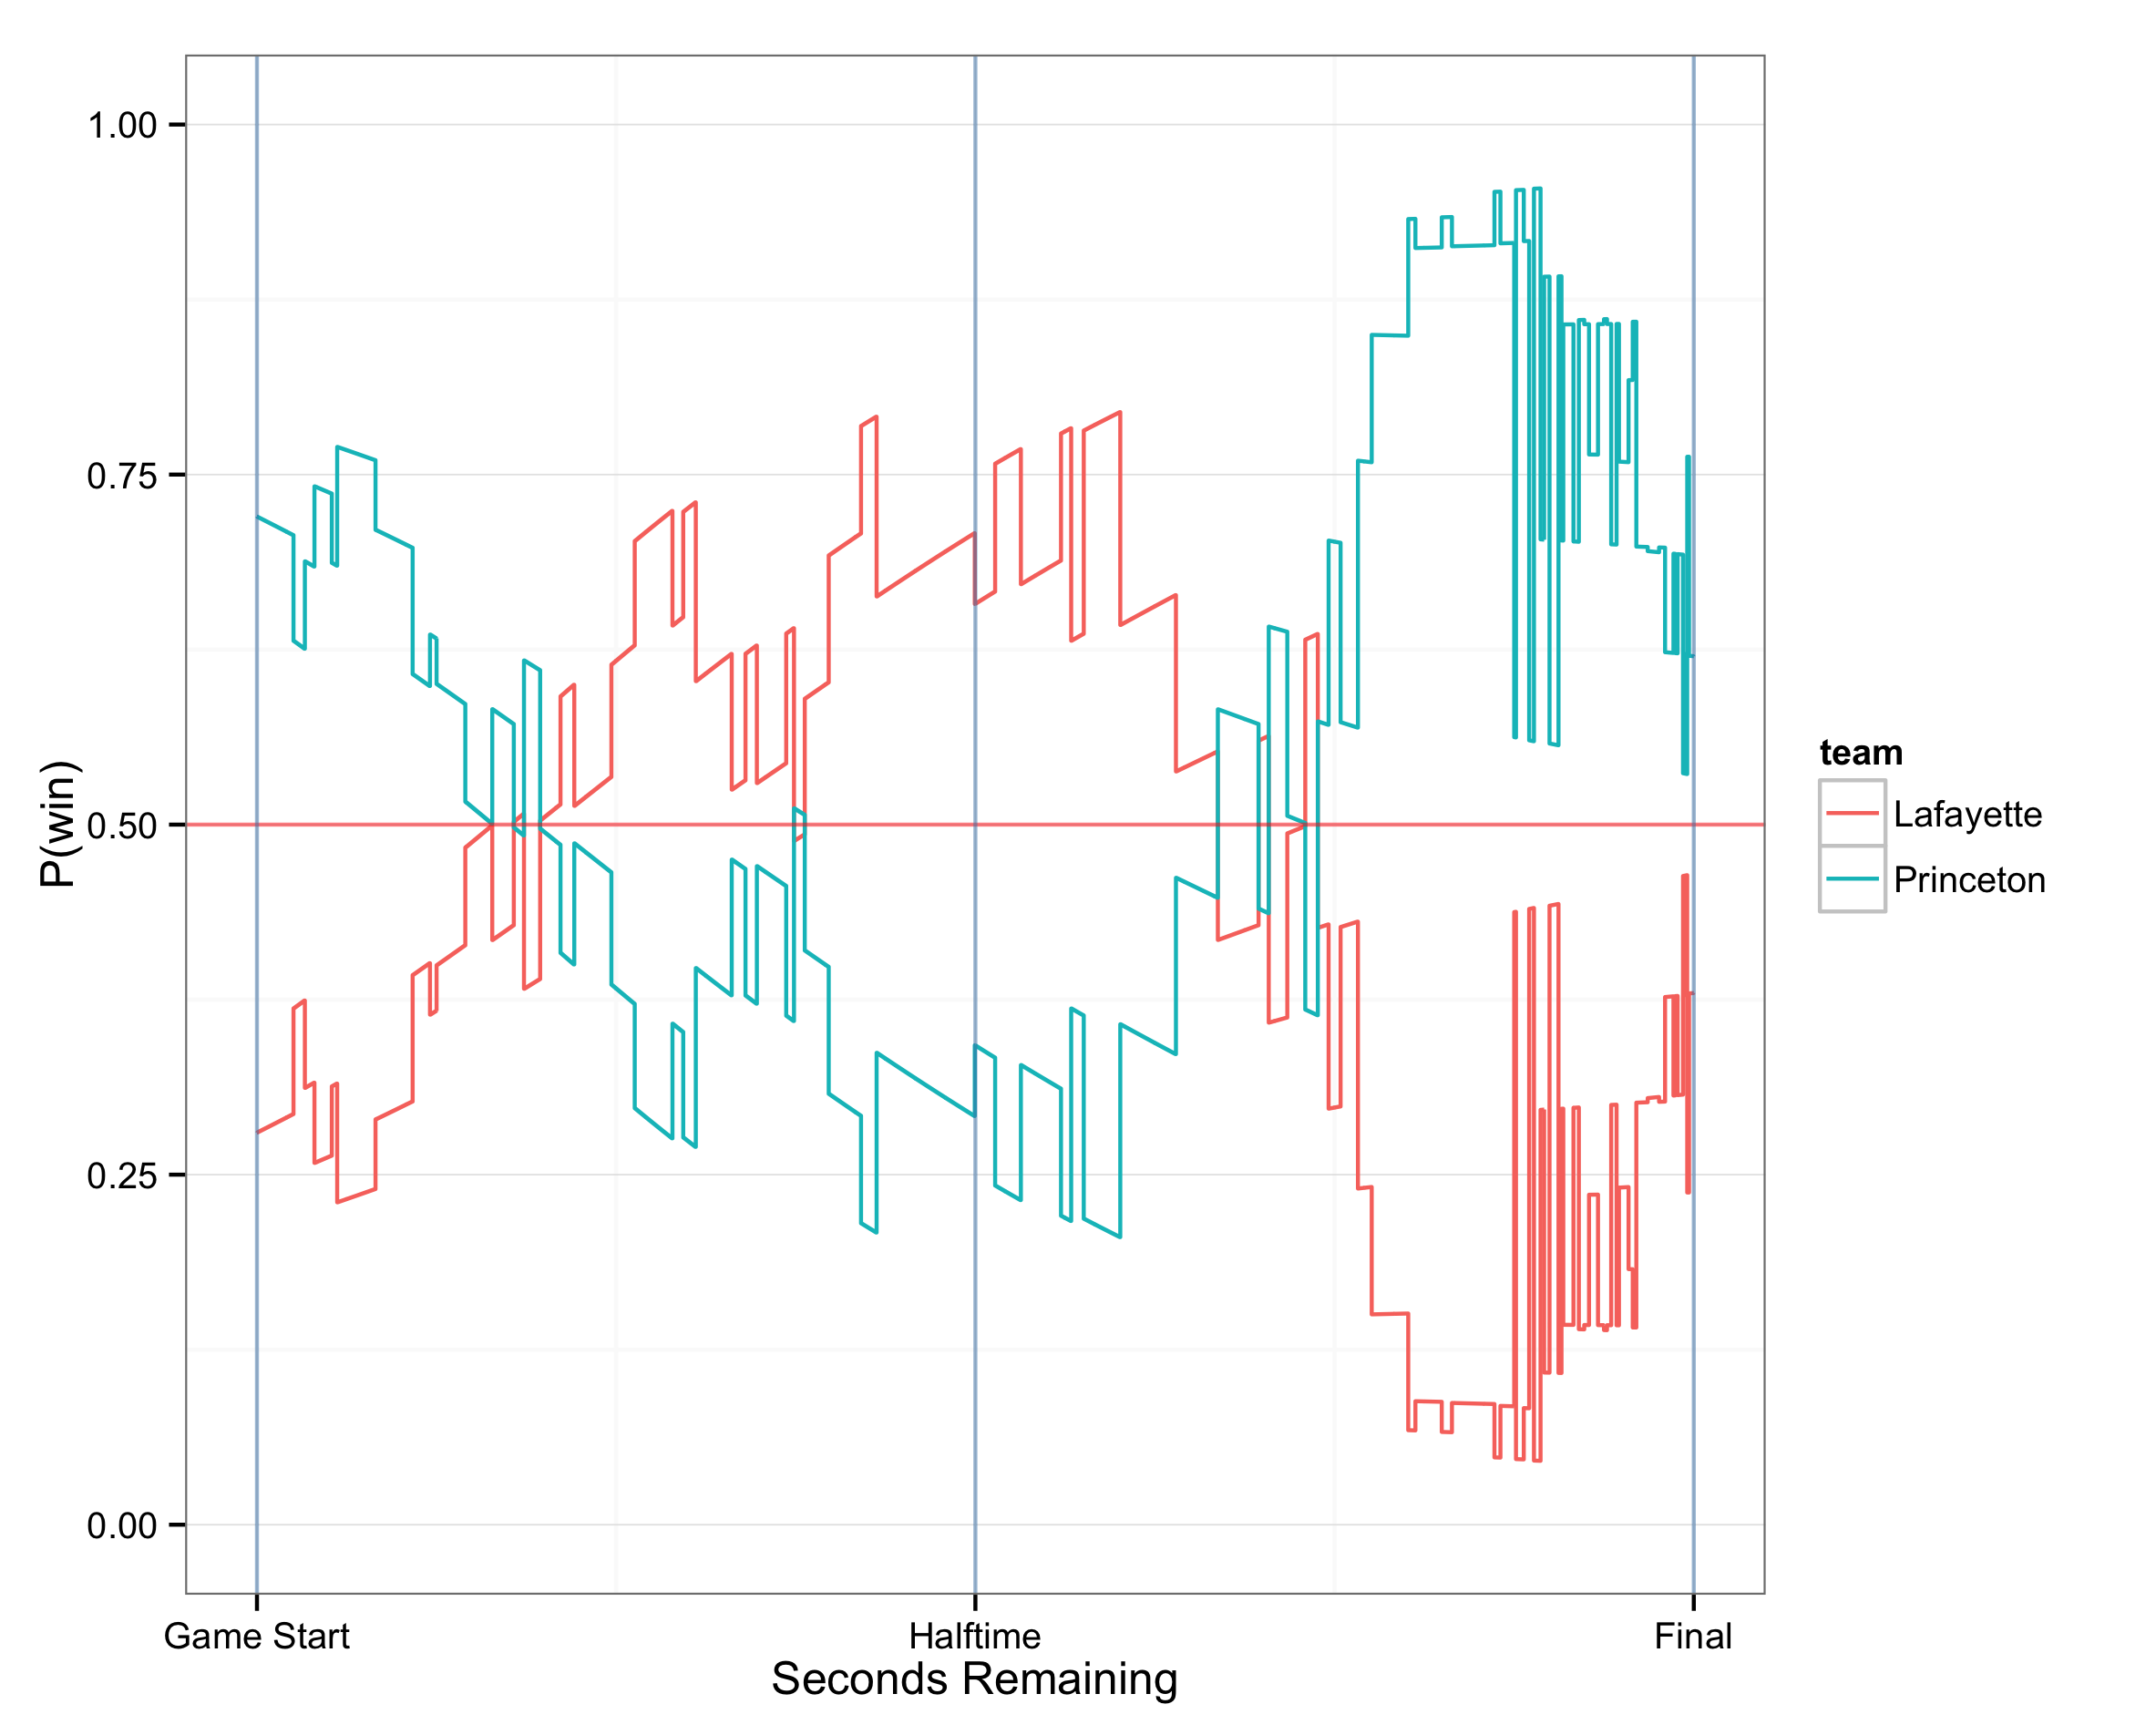 P(win)
1.00
0.75
0.50
0.25
0.00
Game Start
Halftime
Final
Seconds Remaining
team
Lafayette
Princeton